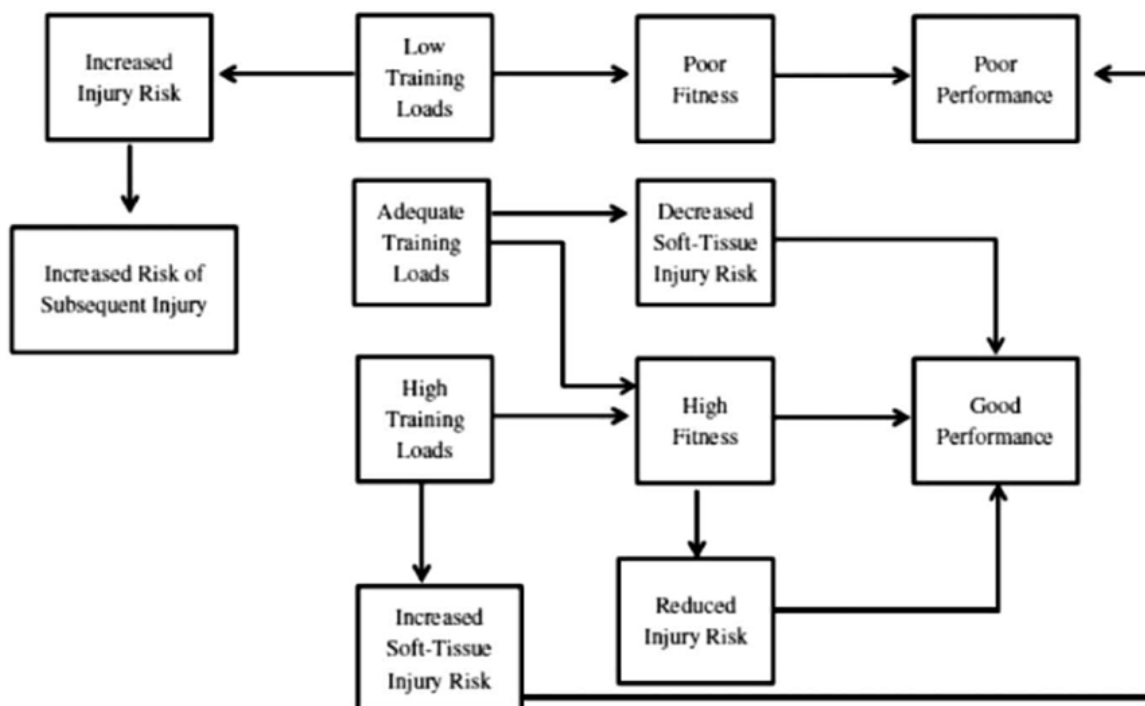 Increased
Injury Risk
Low
Training
Loads
Poor
Fitness
Poor
Performance
Increased Risk of
Subsequent Injury
Adequate
Training
Loads
Decreased
Soft-Tissue
Injury Risk
High
Training
Loads
High
Fitness
Good
Performance
Increased
Soft-Tissue
Injury Risk
Reduced
Injury Risk